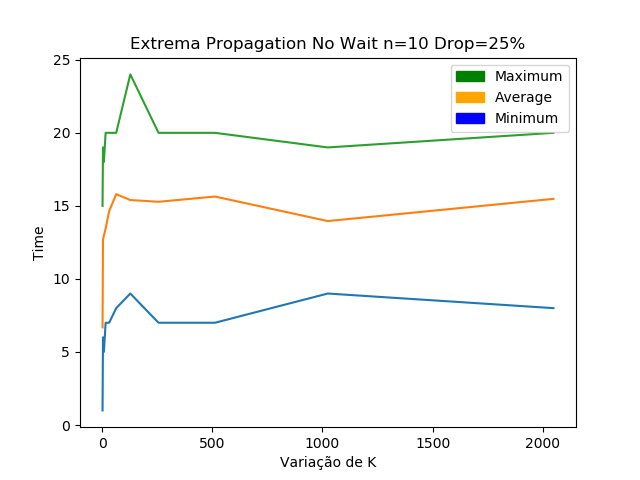 Extrema Propagation No Wait n=10 Drop=25%
Maximum
Average
Minimum
25
20
15
10
5
0
Time
0 500 1000 1500 2000
Variação de K